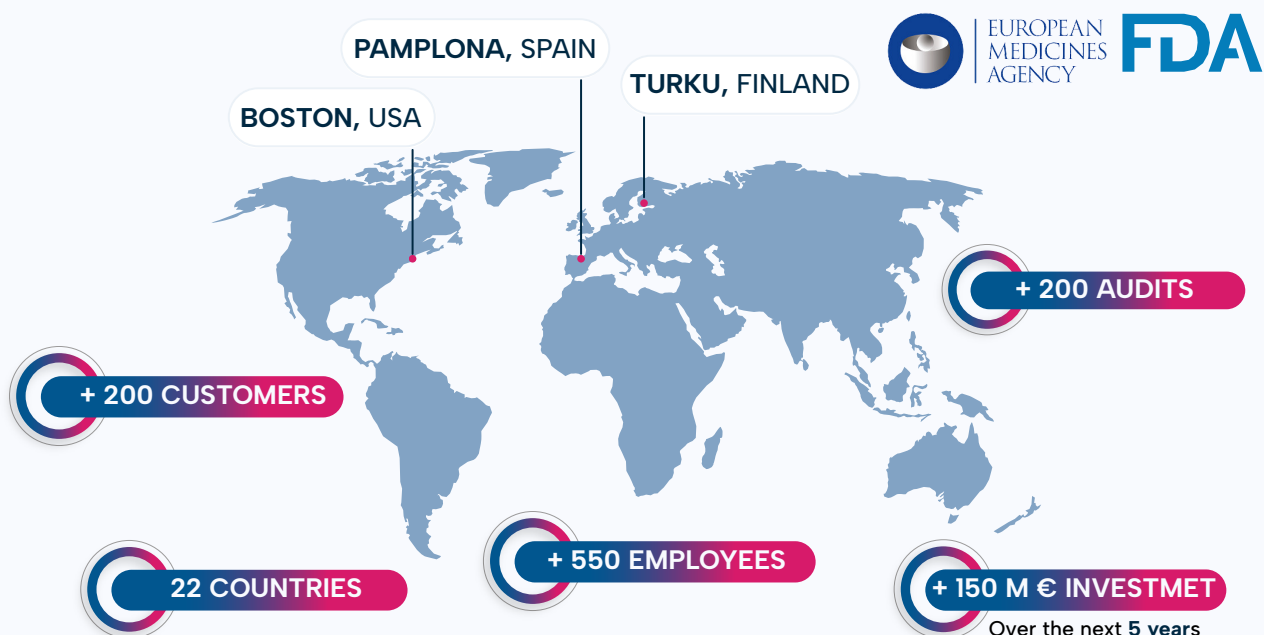 PAMPLONA, SPAIN
EUROPEAN
MEDICINES
AGENCY
FDA
TURKU, FINLAND
BOSTON, USA
+ 200 AUDITS
+ 200 CUSTOMERS
+ 550 EMPLOYEES
22 COUNTRIES
+ 150 M € INVESTMET
Over the next 5 years